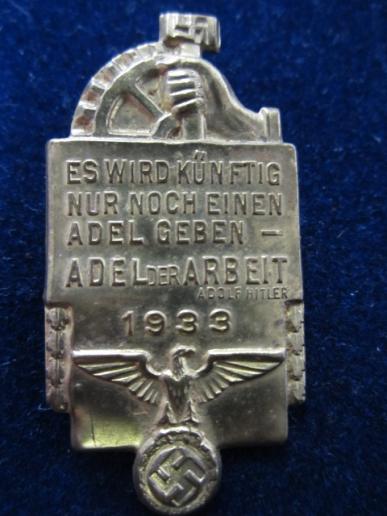 ES WIRD KÜNFTIG
NUR NOCH EINEN
ADEL GEBEN —
ADEL DER ARBEIT
ADOLF HITLER
1933